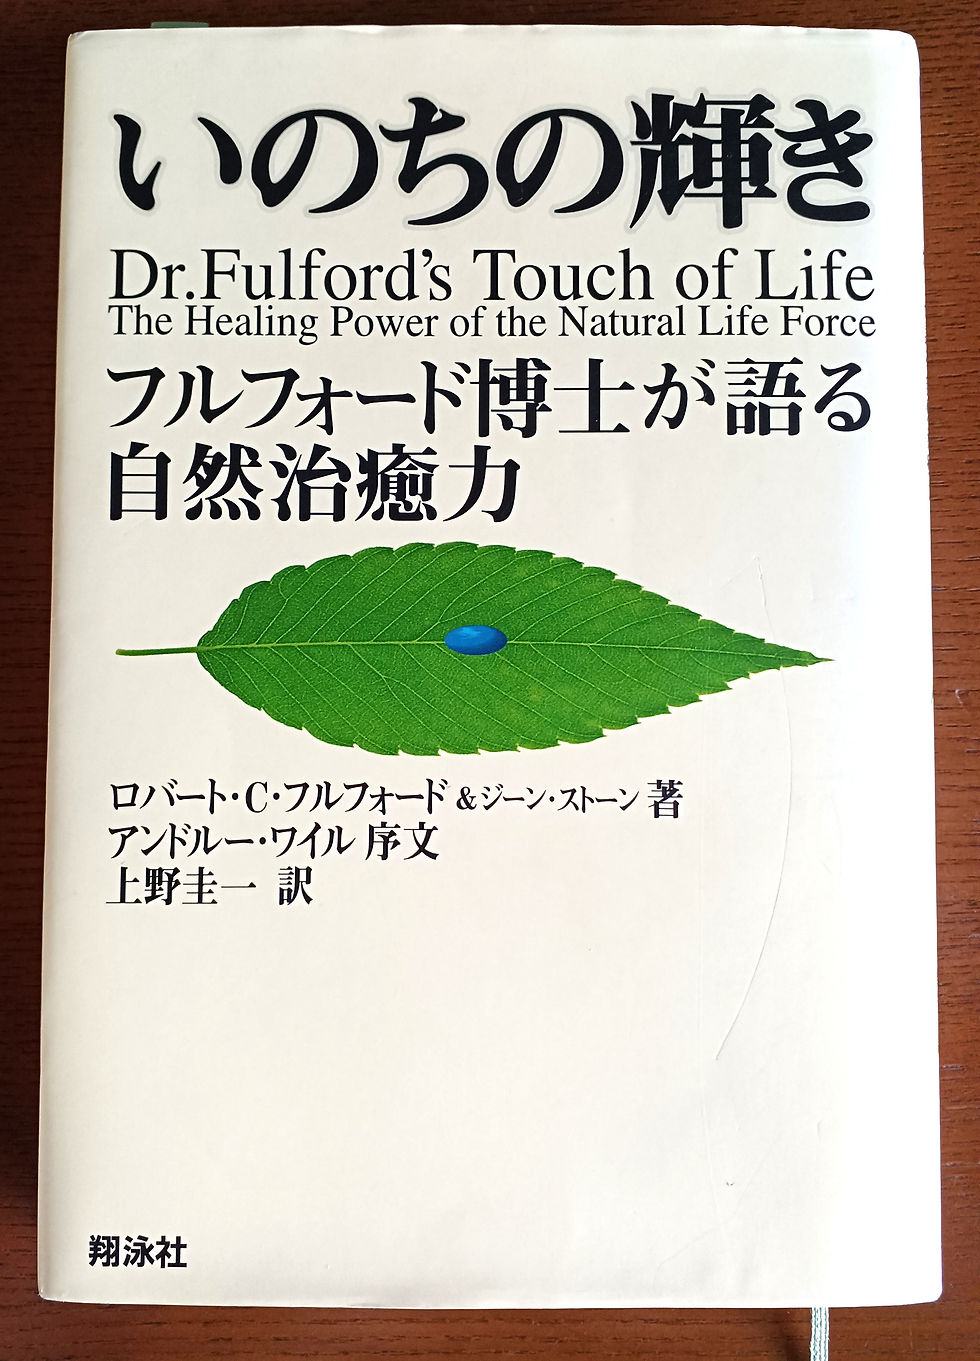 いのちの輝き
Dr.Fulford's Touch of Life
The Healing Power of the Natural Life Force
フルフォード博士が語る
自然治癒力
ロバート・C・フルフォード&ジーン・ストーン 著
アンドルー・ワイル 序文
上野圭一 訳
翔泳社